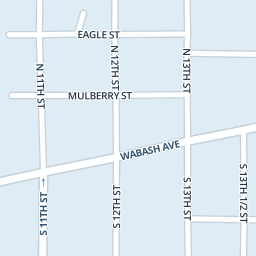 EAGLE ST
N 11TH ST
N 12TH ST
N 13TH ST
MULBERRY ST
WABASH AVE
S 11TH ST →
S 12TH ST
S 13TH ST
S 13TH 1/2 ST